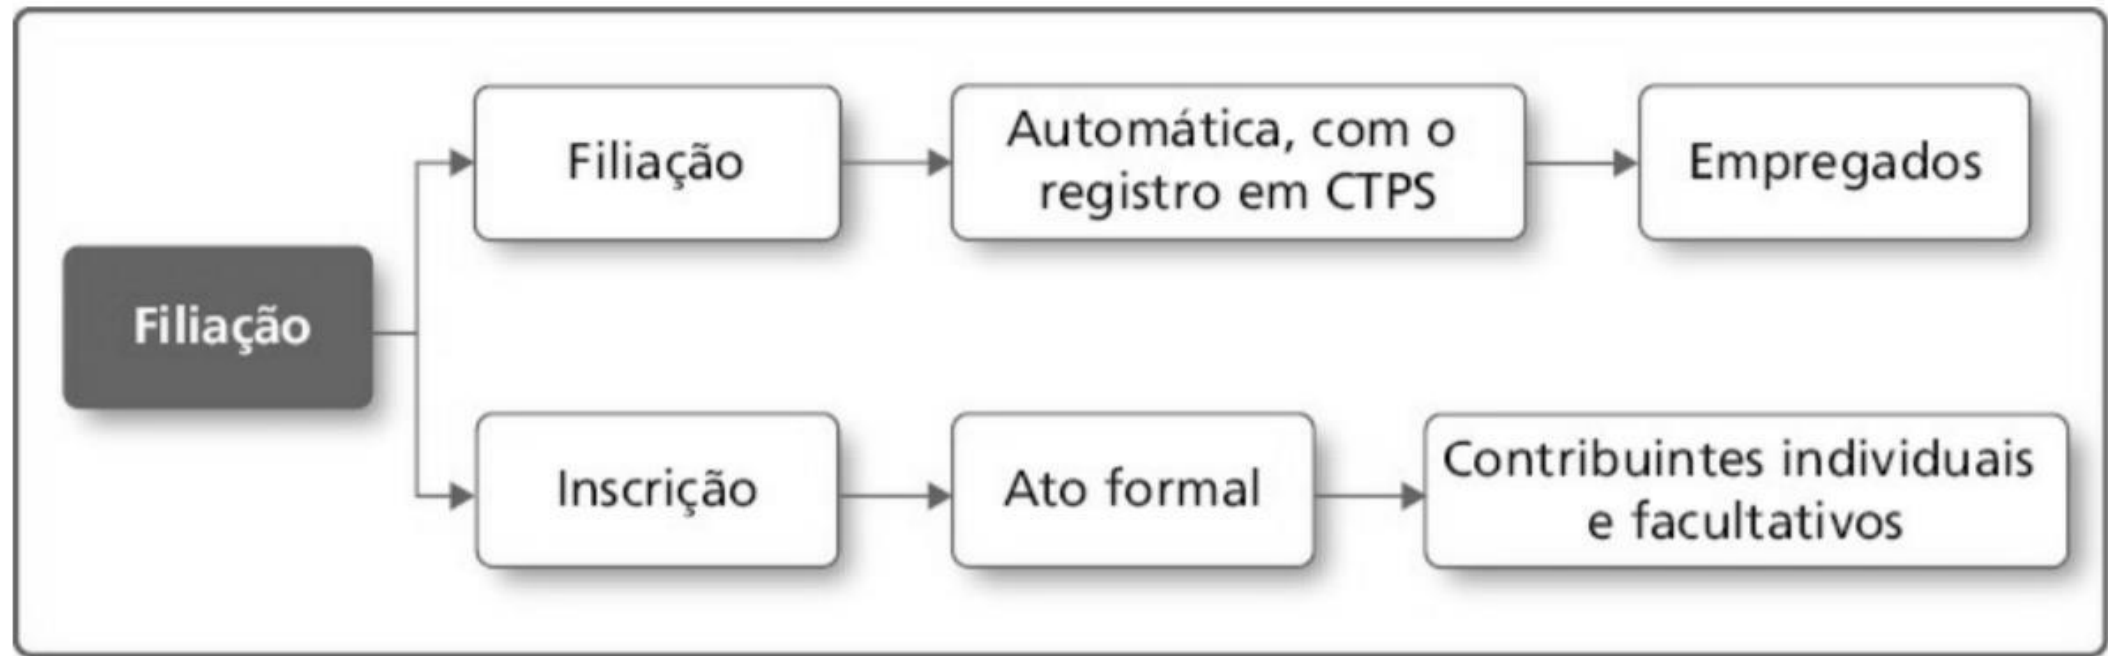 Filiação
Filiação
Automática, com o
registro em CTPS
Empregados
Inscrição
Ato formal
Contribuintes individuais
e facultativos